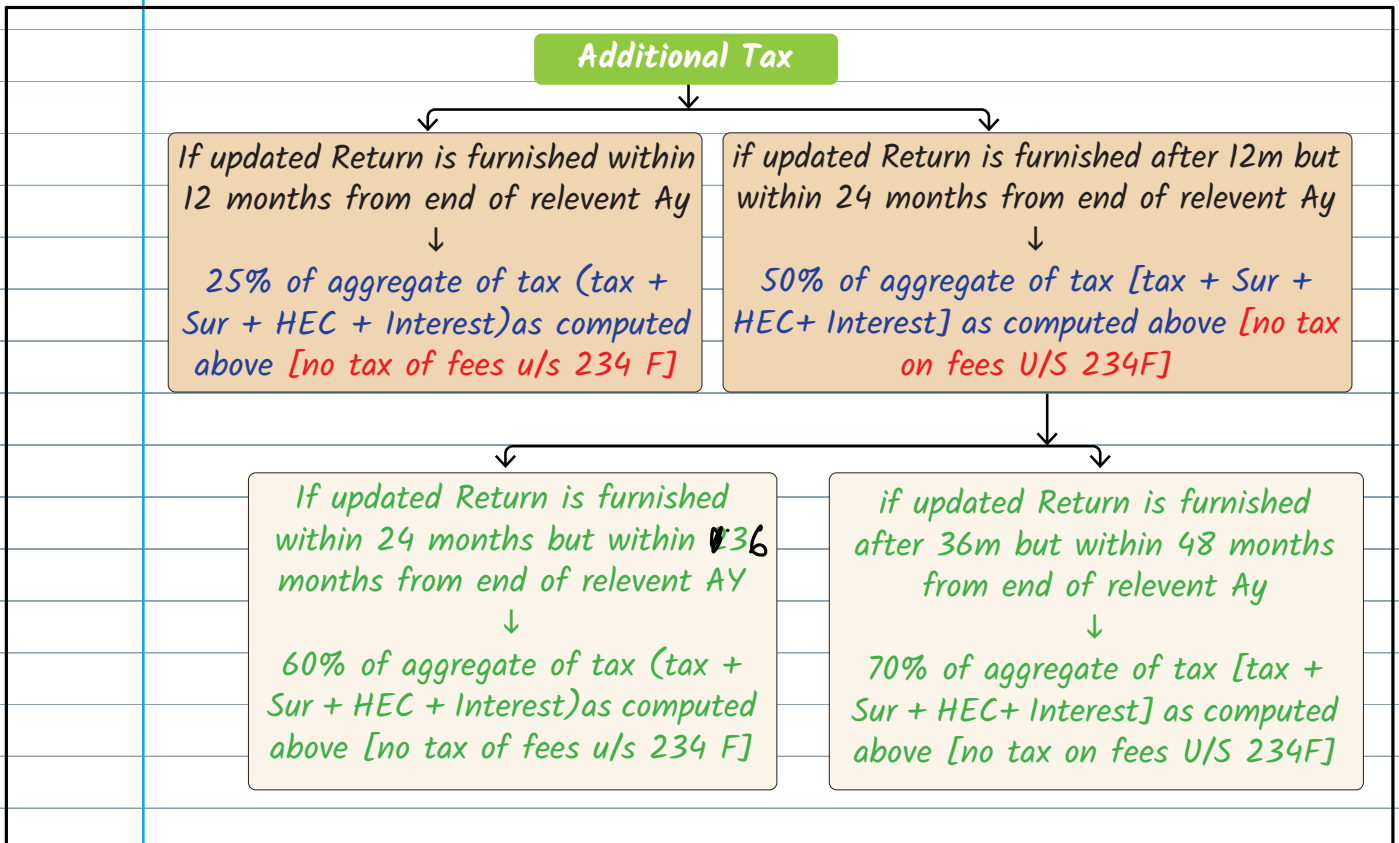 Additional Tax
If updated Return is furnished within
12 months from end of relevent Ay
↓
25% of aggregate of tax (tax +
Sur + HEC + Interest)as computed
above [no tax of fees u/s 234 F]
if updated Return is furnished after 12m but
within 24 months from end of relevent Ay
↓
50% of aggregate of tax [tax + Sur +
HEC+ Interest] as computed above [no tax
on fees U/S 234F]
If updated Return is furnished
within 24 months but within 36
months from end of relevent AY
↓
60% of aggregate of tax (tax +
Sur + HEC + Interest)as computed
above [no tax of fees u/s 234 F]
if updated Return is furnished
after 36m but within 48 months
from end of relevent Ay
↓
70% of aggregate of tax [tax +
Sur + HEC+ Interest] as computed
above [no tax on fees U/S 234F]